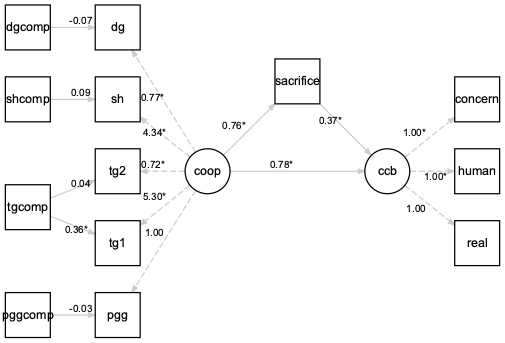 dgcomp
-0.07
dg
shcomp
0.09
sh
0.77*
4.34*
sacrifice
concern
0.76*
0.37*
1.00*
tgcomp
0.04
tg2
0.72*
coop
0.78*
ccb
1.00*
human
0.36*
tg1
5.30*
1.00
1.00
real
pggcomp
-0.03
pgg